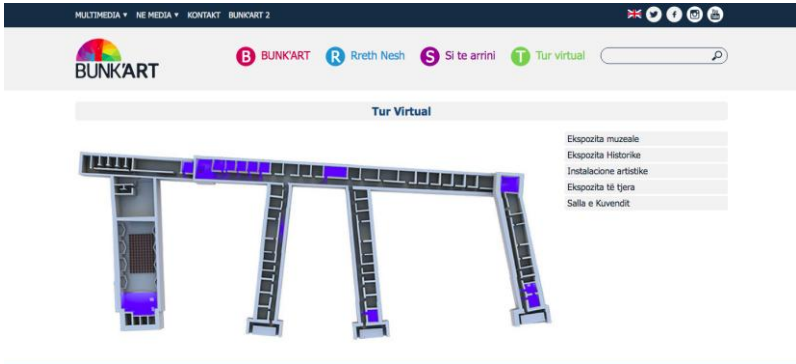 MULTIMEDIA ▾ NE MEDIA ▾ KONTAKT BUNK'ART 2
BUNK'ART
B BUNK'ART R Rreth Nesh S Si te arrini T Tur virtual
Tur Virtual
Ekspozita muzeale
Ekspozita Historike
Instalacione artistike
Ekspozita të tjera
Salla e Kuvendit